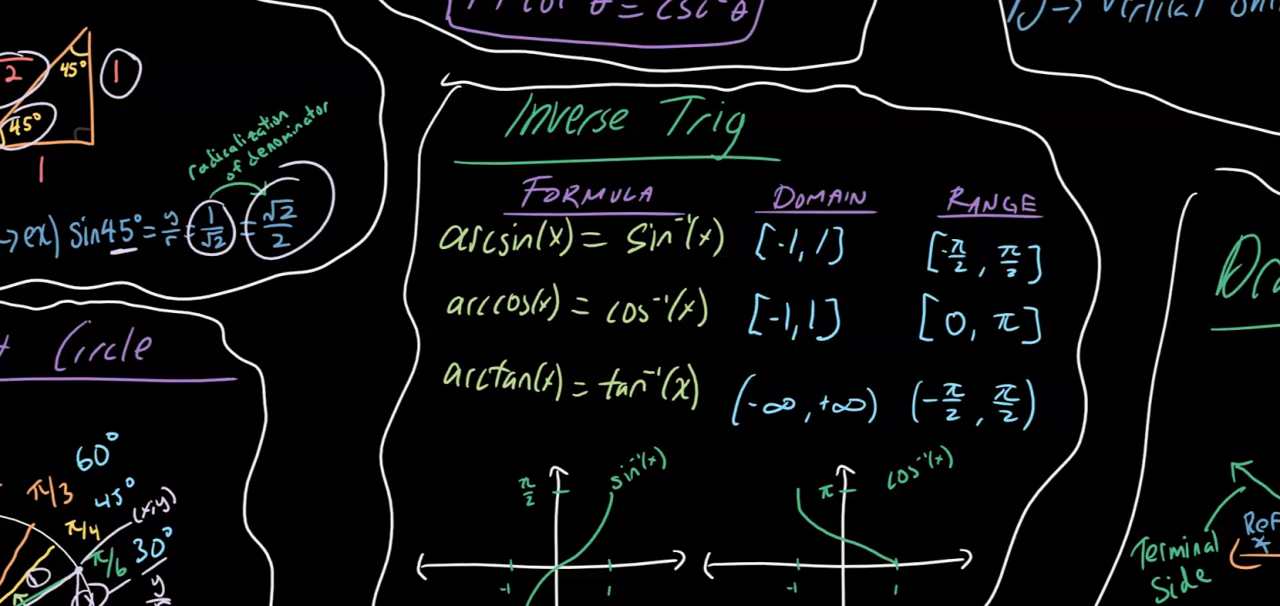 45°
1
45°
1
radicalization
of denominator
→ ex) sin 45° = y/r = 1/√2 = √2/2
Circle
60°
π/3
45°
(x,y)
π/4
30°
π/6
Inverse Trig
FORMULA DOMAIN RANGE
arcsin(x) = sin⁻¹(x) [-1, 1] [-π/2, π/2]
arccos(x) = cos⁻¹(x) [-1, 1] [0, π]
arctan(x) = tan⁻¹(x) (-∞, +∞) (-π/2, π/2)
π/2
sin⁻¹(x)
-1
1
π
cos⁻¹(x)
-1
1
Terminal
Side